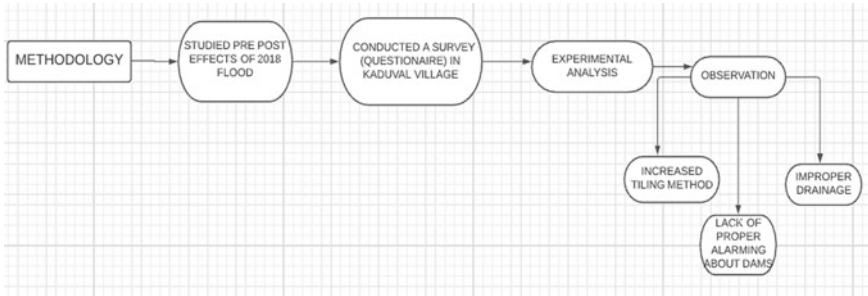 METHODOLOGY
STUDIED PRE POST
EFFECTS OF 2018
FLOOD
CONDUCTED A SURVEY
(QUESTIONAIRE) IN
KADUVAL VILLAGE
EXPERIMENTAL
ANALYSIS
OBSERVATION
INCREASED
TILING METHOD
LACK OF
PROPER
ALARMING
ABOUT DAMS
IMPROPER
DRAINAGE